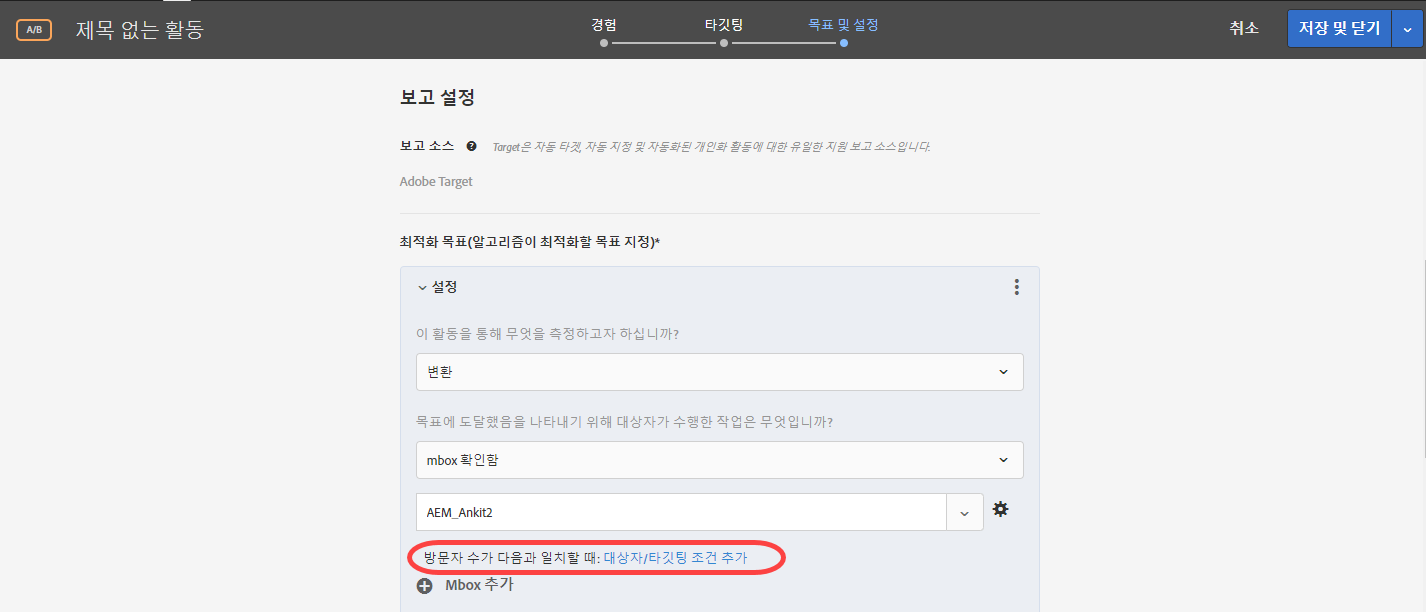 A/B 제목 없는 활동 경험 타깃팅 목표 및 설정 취소 저장 및 닫기
보고 설정
보고 소스 Target은 자동 타겟, 자동 지정 및 자동화된 개인화 활동에 대한 유일한 지원 보고 소스입니다.
Adobe Target
최적화 목표(알고리즘이 최적화할 목표 지정)*
설정
이 활동을 통해 무엇을 측정하고자 하십니까?
변환
목표에 도달했음을 나타내기 위해 대상자가 수행한 작업은 무엇입니까?
mbox 확인함
AEM_Ankit2
방문자 수가 다음과 일치할 때: 대상자/타깃팅 조건 추가
Mbox 추가